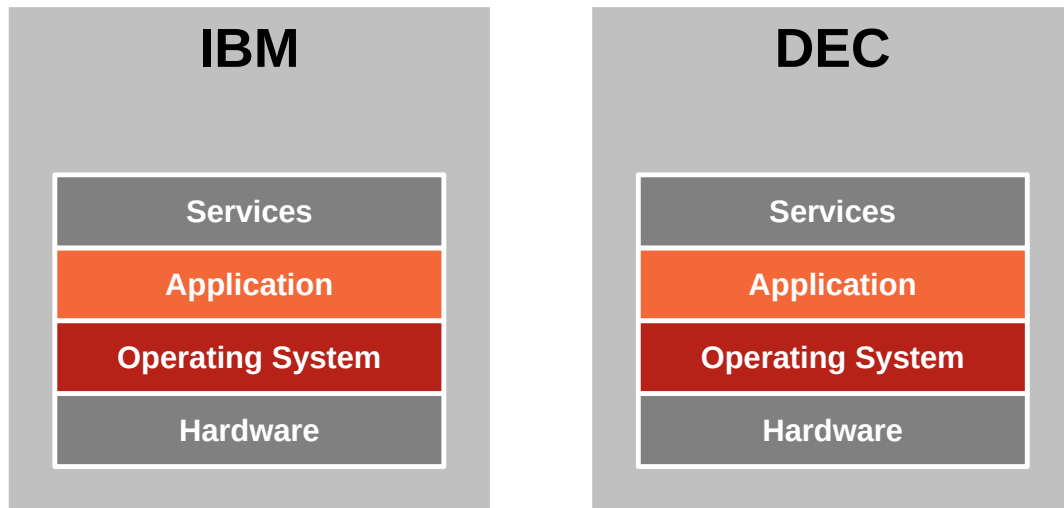 IBM
Services
Application
Operating System
Hardware
DEC
Services
Application
Operating System
Hardware